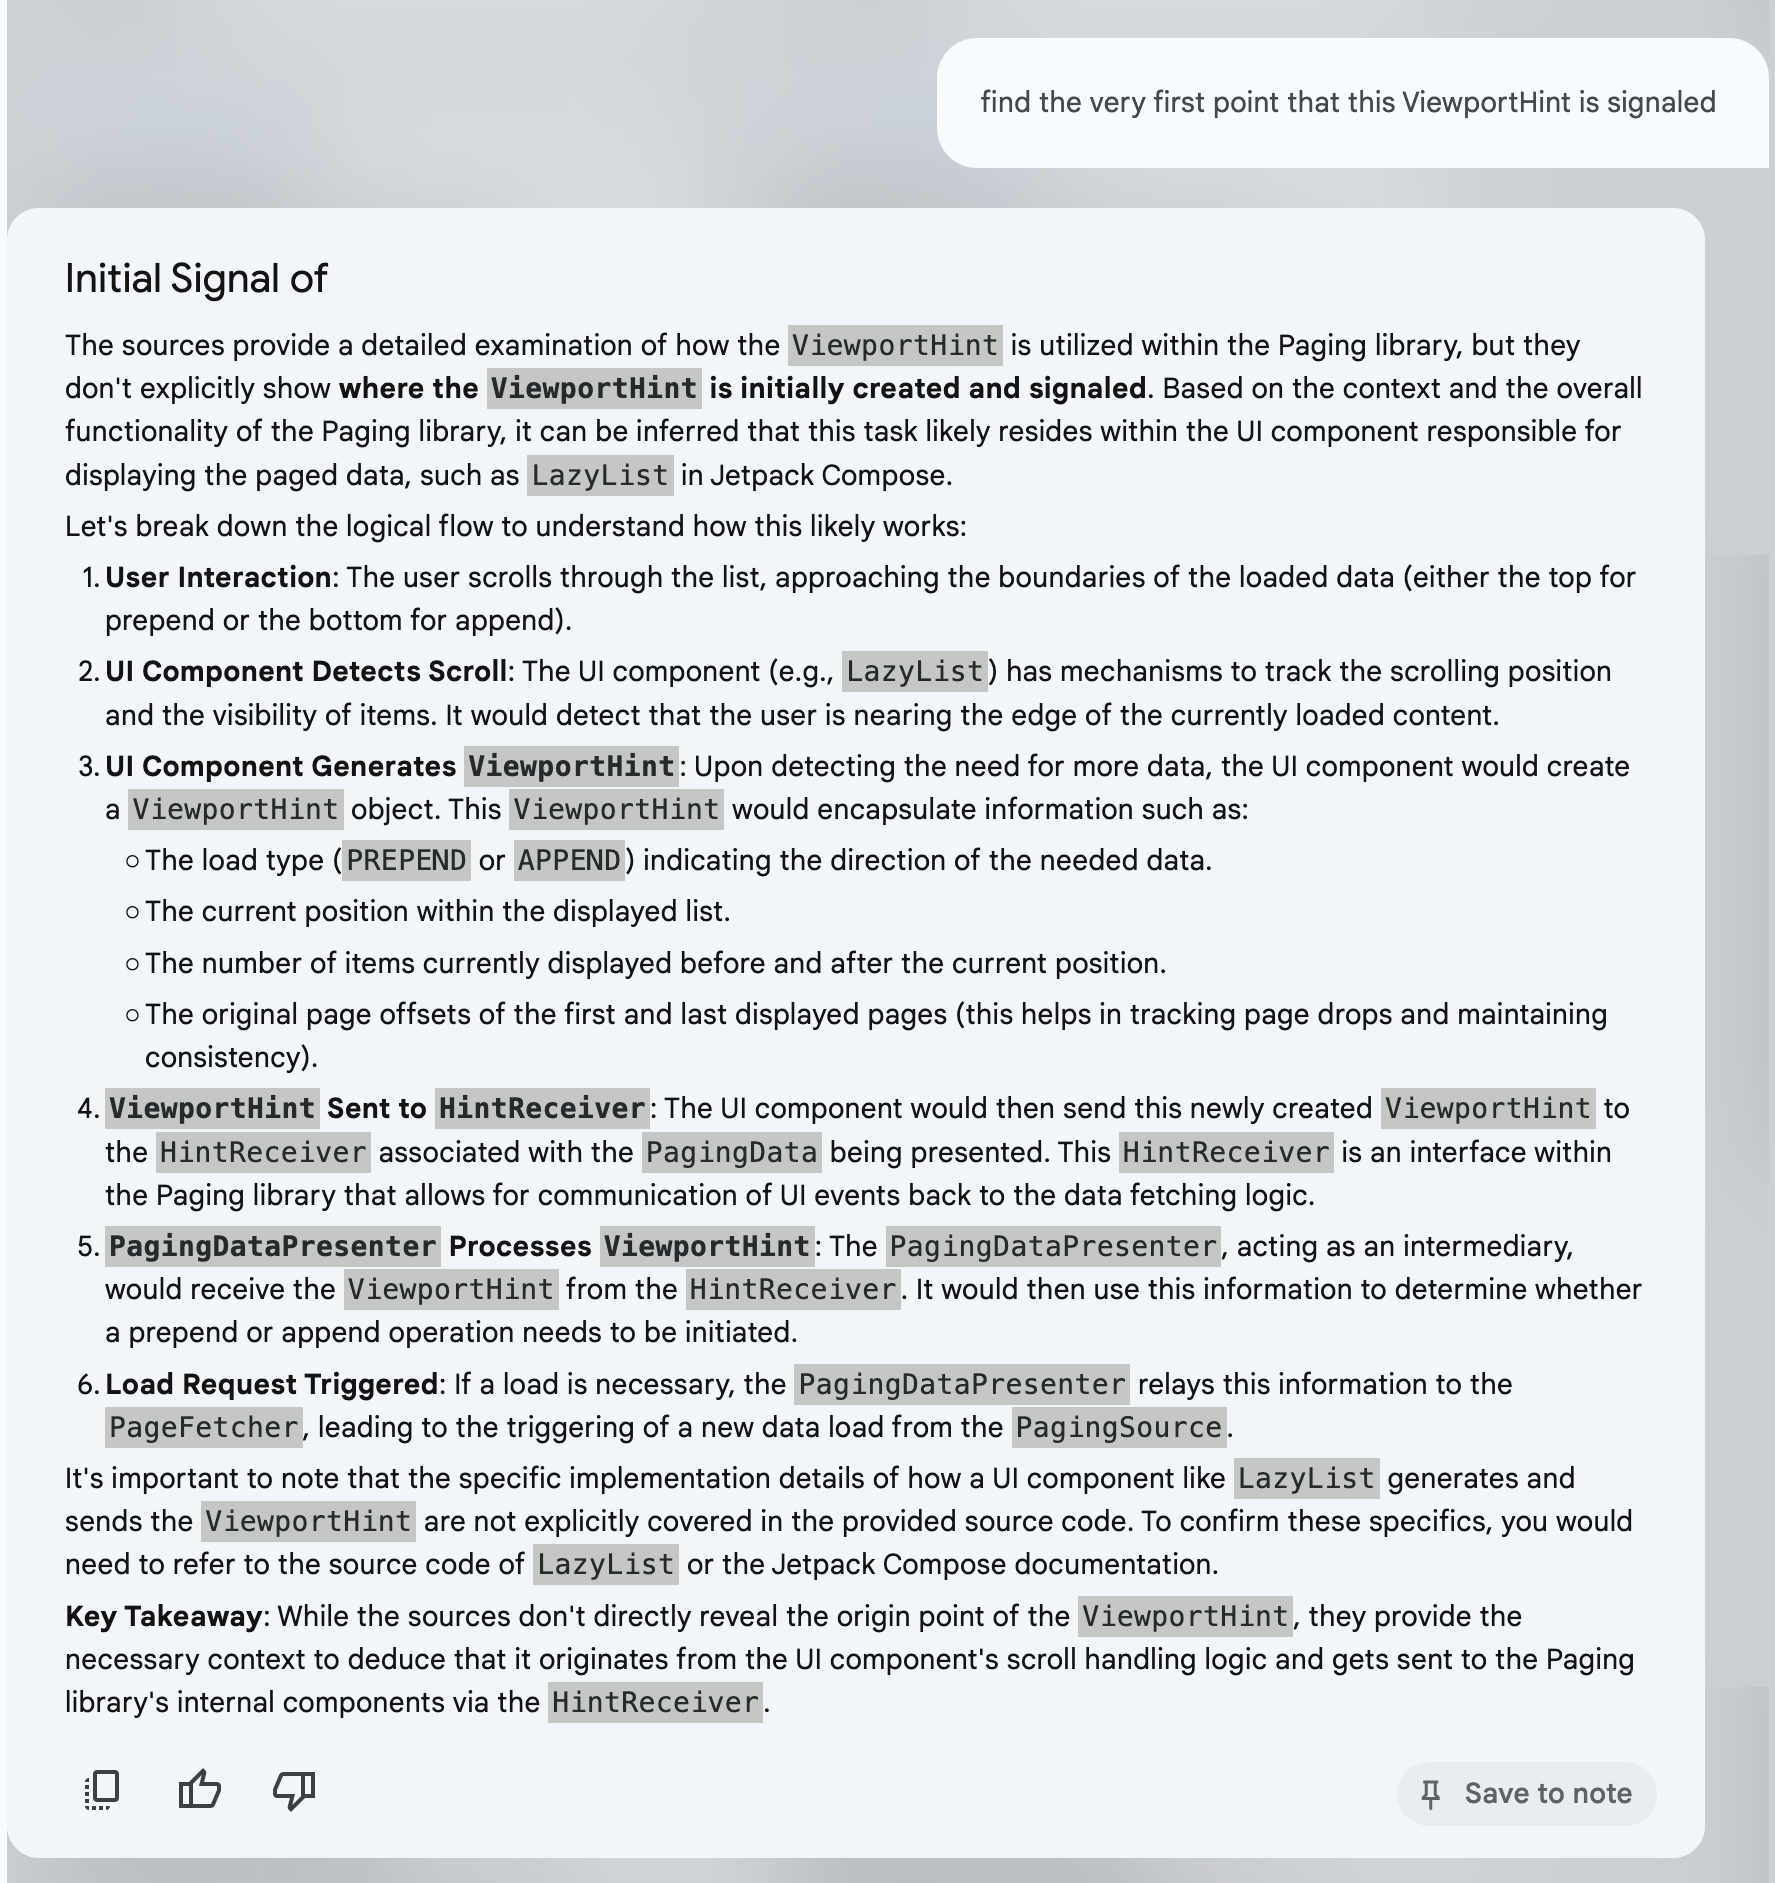 find the very first point that this ViewportHint is signaled
Initial Signal of
The sources provide a detailed examination of how the ViewportHint is utilized within the Paging library, but they
don't explicitly show where the ViewportHint is initially created and signaled. Based on the context and the overall
functionality of the Paging library, it can be inferred that this task likely resides within the UI component responsible for
displaying the paged data, such as LazyList in Jetpack Compose.
Let's break down the logical flow to understand how this likely works:
1. User Interaction: The user scrolls through the list, approaching the boundaries of the loaded data (either the top for
prepend or the bottom for append).
2. UI Component Detects Scroll: The UI component (e.g., LazyList) has mechanisms to track the scrolling position
and the visibility of items. It would detect that the user is nearing the edge of the currently loaded content.
3. UI Component Generates ViewportHint: Upon detecting the need for more data, the UI component would create
a ViewportHint object. This ViewportHint would encapsulate information such as:
○ The load type (PREPEND or APPEND) indicating the direction of the needed data.
○ The current position within the displayed list.
○ The number of items currently displayed before and after the current position.
○ The original page offsets of the first and last displayed pages (this helps in tracking page drops and maintaining
consistency).
4. ViewportHint Sent to HintReceiver: The UI component would then send this newly created ViewportHint to
the HintReceiver associated with the PagingData being presented. This HintReceiver is an interface within
the Paging library that allows for communication of UI events back to the data fetching logic.
5. PagingDataPresenter Processes ViewportHint: The PagingDataPresenter, acting as an intermediary,
would receive the ViewportHint from the HintReceiver. It would then use this information to determine whether
a prepend or append operation needs to be initiated.
6. Load Request Triggered: If a load is necessary, the PagingDataPresenter relays this information to the
PageFetcher, leading to the triggering of a new data load from the PagingSource.
It's important to note that the specific implementation details of how a UI component like LazyList generates and
sends the ViewportHint are not explicitly covered in the provided source code. To confirm these specifics, you would
need to refer to the source code of LazyList or the Jetpack Compose documentation.
Key Takeaway: While the sources don't directly reveal the origin point of the ViewportHint, they provide the
necessary context to deduce that it originates from the UI component's scroll handling logic and gets sent to the Paging
library's internal components via the HintReceiver.
Save to note